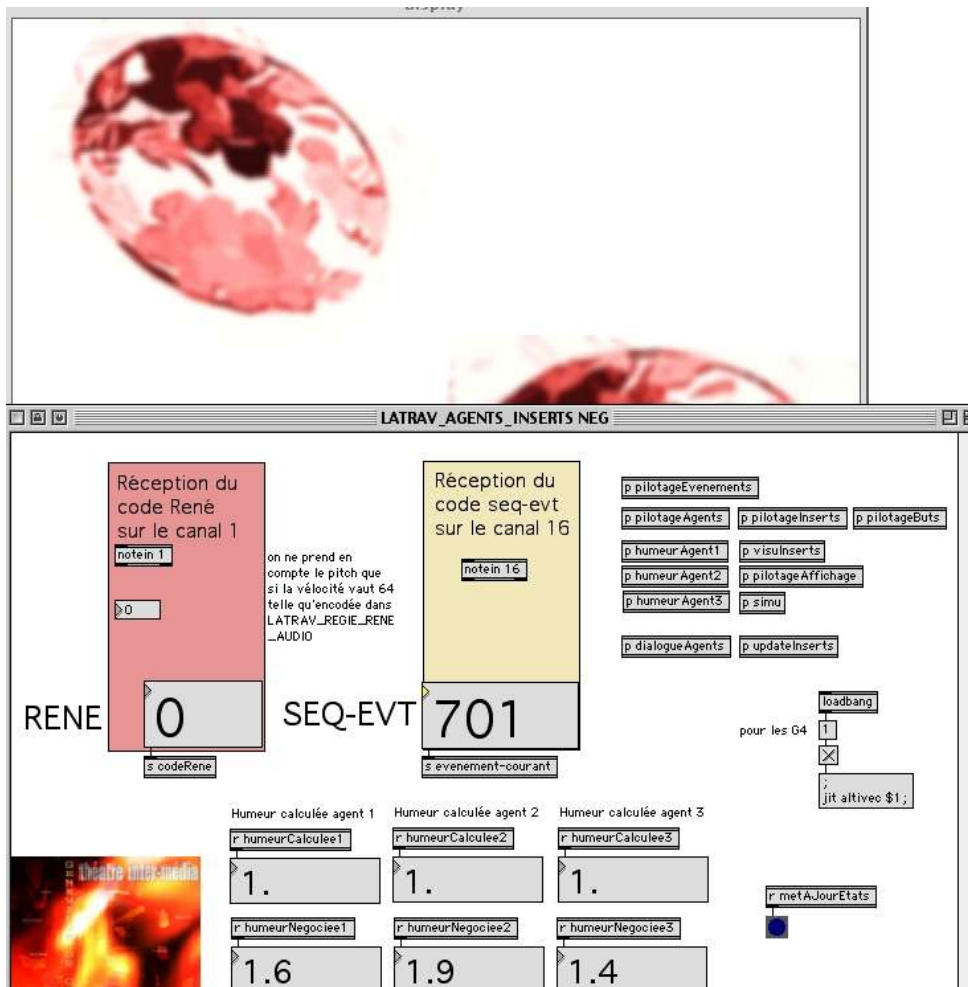 Display
LATRAV_AGENTS_INSERTS NEG
Réception du
code René
sur le canal 1
notein 1
0
on ne prend en
compte le pitch que
si la vélocité vaut 64
telle qu'encodée dans
LATRAV_REGIE_RENE
_AUDIO
RENE
0
s codeRene
Réception du
code seq-evt
sur le canal 16
notein 16
SEQ-EVT
701
s evenement-courant
p pilotageEvenements
p pilotageAgents
p pilotageInserts
p pilotageButs
p humeurAgent1
p visuInserts
p humeurAgent2
p pilotageAffichage
p humeurAgent3
p simu
p dialogueAgents
p updateInserts
loadbang
pour les G4
1
;
jit altivec $1;
Humeur calculée agent 1
Humeur calculée agent 2
Humeur calculée agent 3
r humeurCalculee1
r humeurCalculee2
r humeurCalculee3
1.
1.
1.
r metAJourEtats
r humeurNegociee1
r humeurNegociee2
r humeurNegociee3
1.6
1.9
1.4
théâtre inter-média